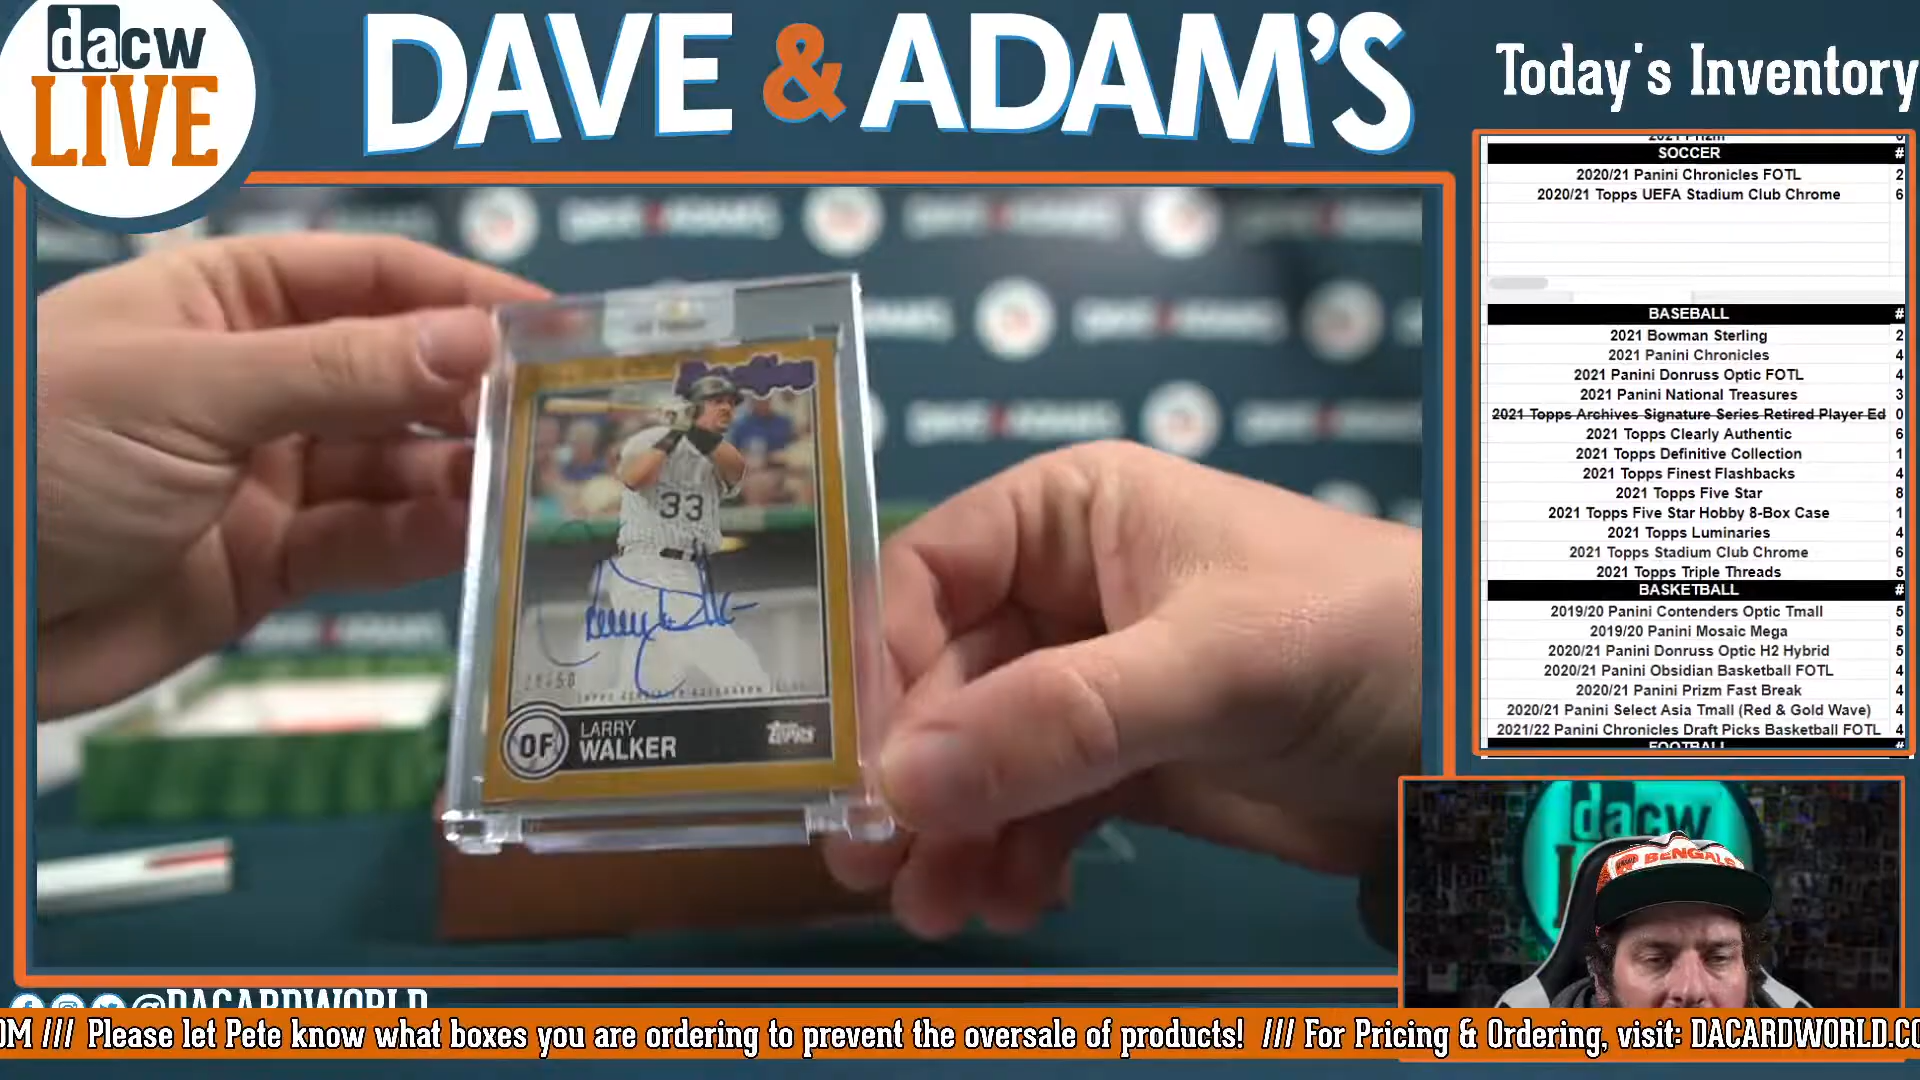 dacw
LIVE
DAVE & ADAM'S
Today's Inventory
2021 Prizm
SOCCER #
2020/21 Panini Chronicles FOTL 2
2020/21 Topps UEFA Stadium Club Chrome 6
BASEBALL #
2021 Bowman Sterling 2
2021 Panini Chronicles 4
2021 Panini Donruss Optic FOTL 4
2021 Panini National Treasures 3
2021 Topps Archives Signature Series Retired Player Ed 0
2021 Topps Clearly Authentic 6
2021 Topps Definitive Collection 1
2021 Topps Finest Flashbacks 4
2021 Topps Five Star 8
2021 Topps Five Star Hobby 8-Box Case 1
2021 Topps Luminaries 4
2021 Topps Stadium Club Chrome 6
2021 Topps Triple Threads 5
BASKETBALL #
2019/20 Panini Contenders Optic Tmall 5
2019/20 Panini Mosaic Mega 5
2020/21 Panini Donruss Optic H2 Hybrid 5
2020/21 Panini Obsidian Basketball FOTL 4
2020/21 Panini Prizm Fast Break 4
2020/21 Panini Select Asia Tmall (Red & Gold Wave) 4
2021/22 Panini Chronicles Draft Picks Basketball FOTL 4
FOOTBALL #
33
OF
LARRY
WALKER
Topps
dacw
BENGALS
@DACARDWORLD
OM /// Please let Pete know what boxes you are ordering to prevent the oversale of products! /// For Pricing & Ordering, visit: DACARDWORLD.CO